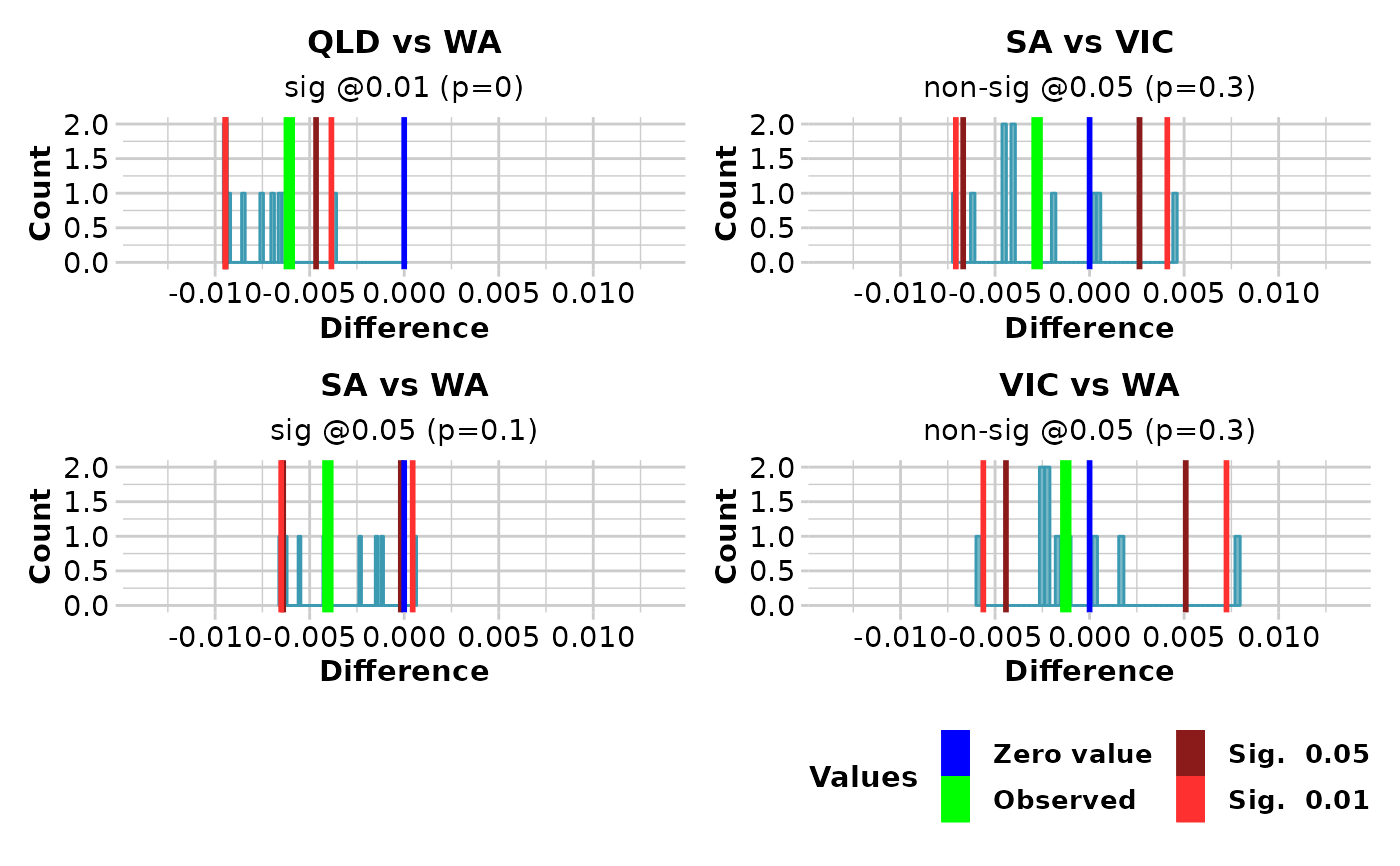 QLD vs WA
sig @0.01 (p=0)
Count
2.0
1.5
1.0
0.5
0.0
-0.010 -0.005 0.000 0.005 0.010
Difference
SA vs VIC
non-sig @0.05 (p=0.3)
Count
2.0
1.5
1.0
0.5
0.0
-0.010 -0.005 0.000 0.005 0.010
Difference
SA vs WA
sig @0.05 (p=0.1)
Count
2.0
1.5
1.0
0.5
0.0
-0.010 -0.005 0.000 0.005 0.010
Difference
VIC vs WA
non-sig @0.05 (p=0.3)
Count
2.0
1.5
1.0
0.5
0.0
-0.010 -0.005 0.000 0.005 0.010
Difference
Values
Zero value
Observed
Sig. 0.05
Sig. 0.01